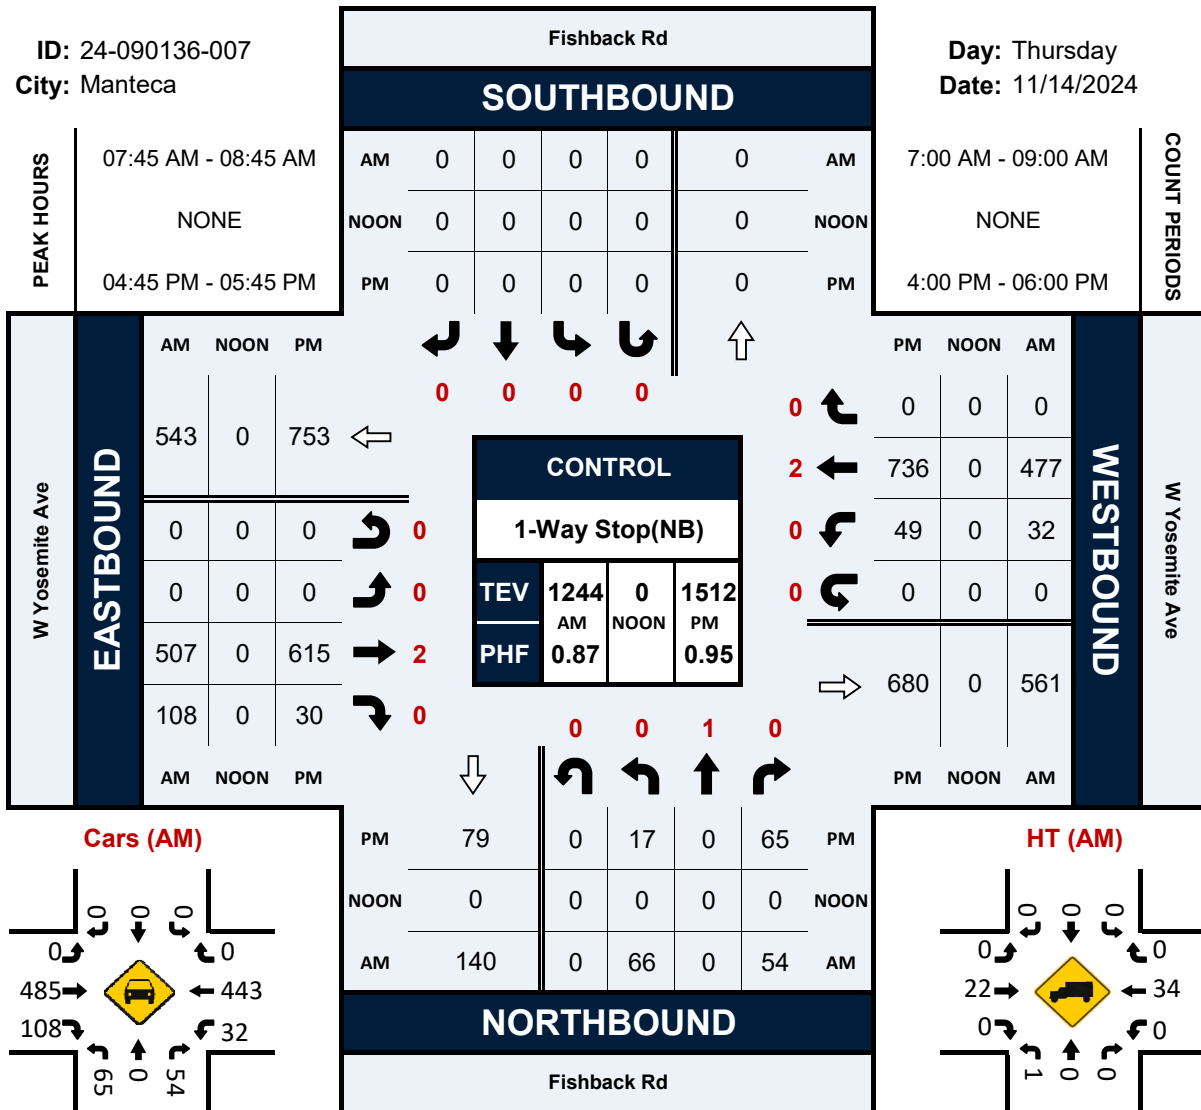 Fishback Rd
ID: 24-090136-007
City: Manteca
Day: Thursday
Date: 11/14/2024
SOUTHBOUND
PEAK HOURS
07:45 AM - 08:45 AM
NONE
04:45 PM - 05:45 PM
AM 0 0 0 0 0 AM
NOON 0 0 0 0 0 NOON
PM 0 0 0 0 0 PM
7:00 AM - 09:00 AM
NONE
4:00 PM - 06:00 PM
COUNT PERIODS
0 0 0 0
W Yosemite Ave
EASTBOUND
AM NOON PM
543 0 753
0 0 0 0
0 0 0 0
507 0 615 2
108 0 30 0
AM NOON PM
CONTROL
1-Way Stop(NB)
TEV 1244 0 1512
AM NOON PM
PHF 0.87 0.95
PM NOON AM
0 0 0 0
2 736 0 477
0 49 0 32
0 0 0 0
680 0 561
PM NOON AM
WESTBOUND
W Yosemite Ave
0 0 1 0
PM 79 0 17 0 65 PM
NOON 0 0 0 0 0 NOON
AM 140 0 66 0 54 AM
NORTHBOUND
Fishback Rd
Cars (AM)
0 0 0
0 0
485 443
108 32
65 0 54
HT (AM)
0 0 0
0 0
22 34
0 0
1 0 0